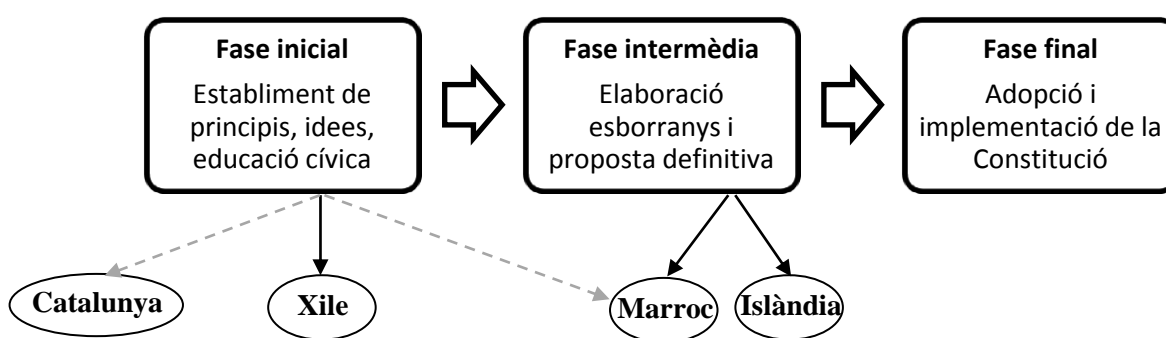 Fase inicial
Establiment de
principis, idees,
educació cívica
Fase intermèdia
Elaboració
esborranys i
proposta definitiva
Fase final
Adopció i
implementació de la
Constitució
Catalunya
Xile
Marroc
Islàndia